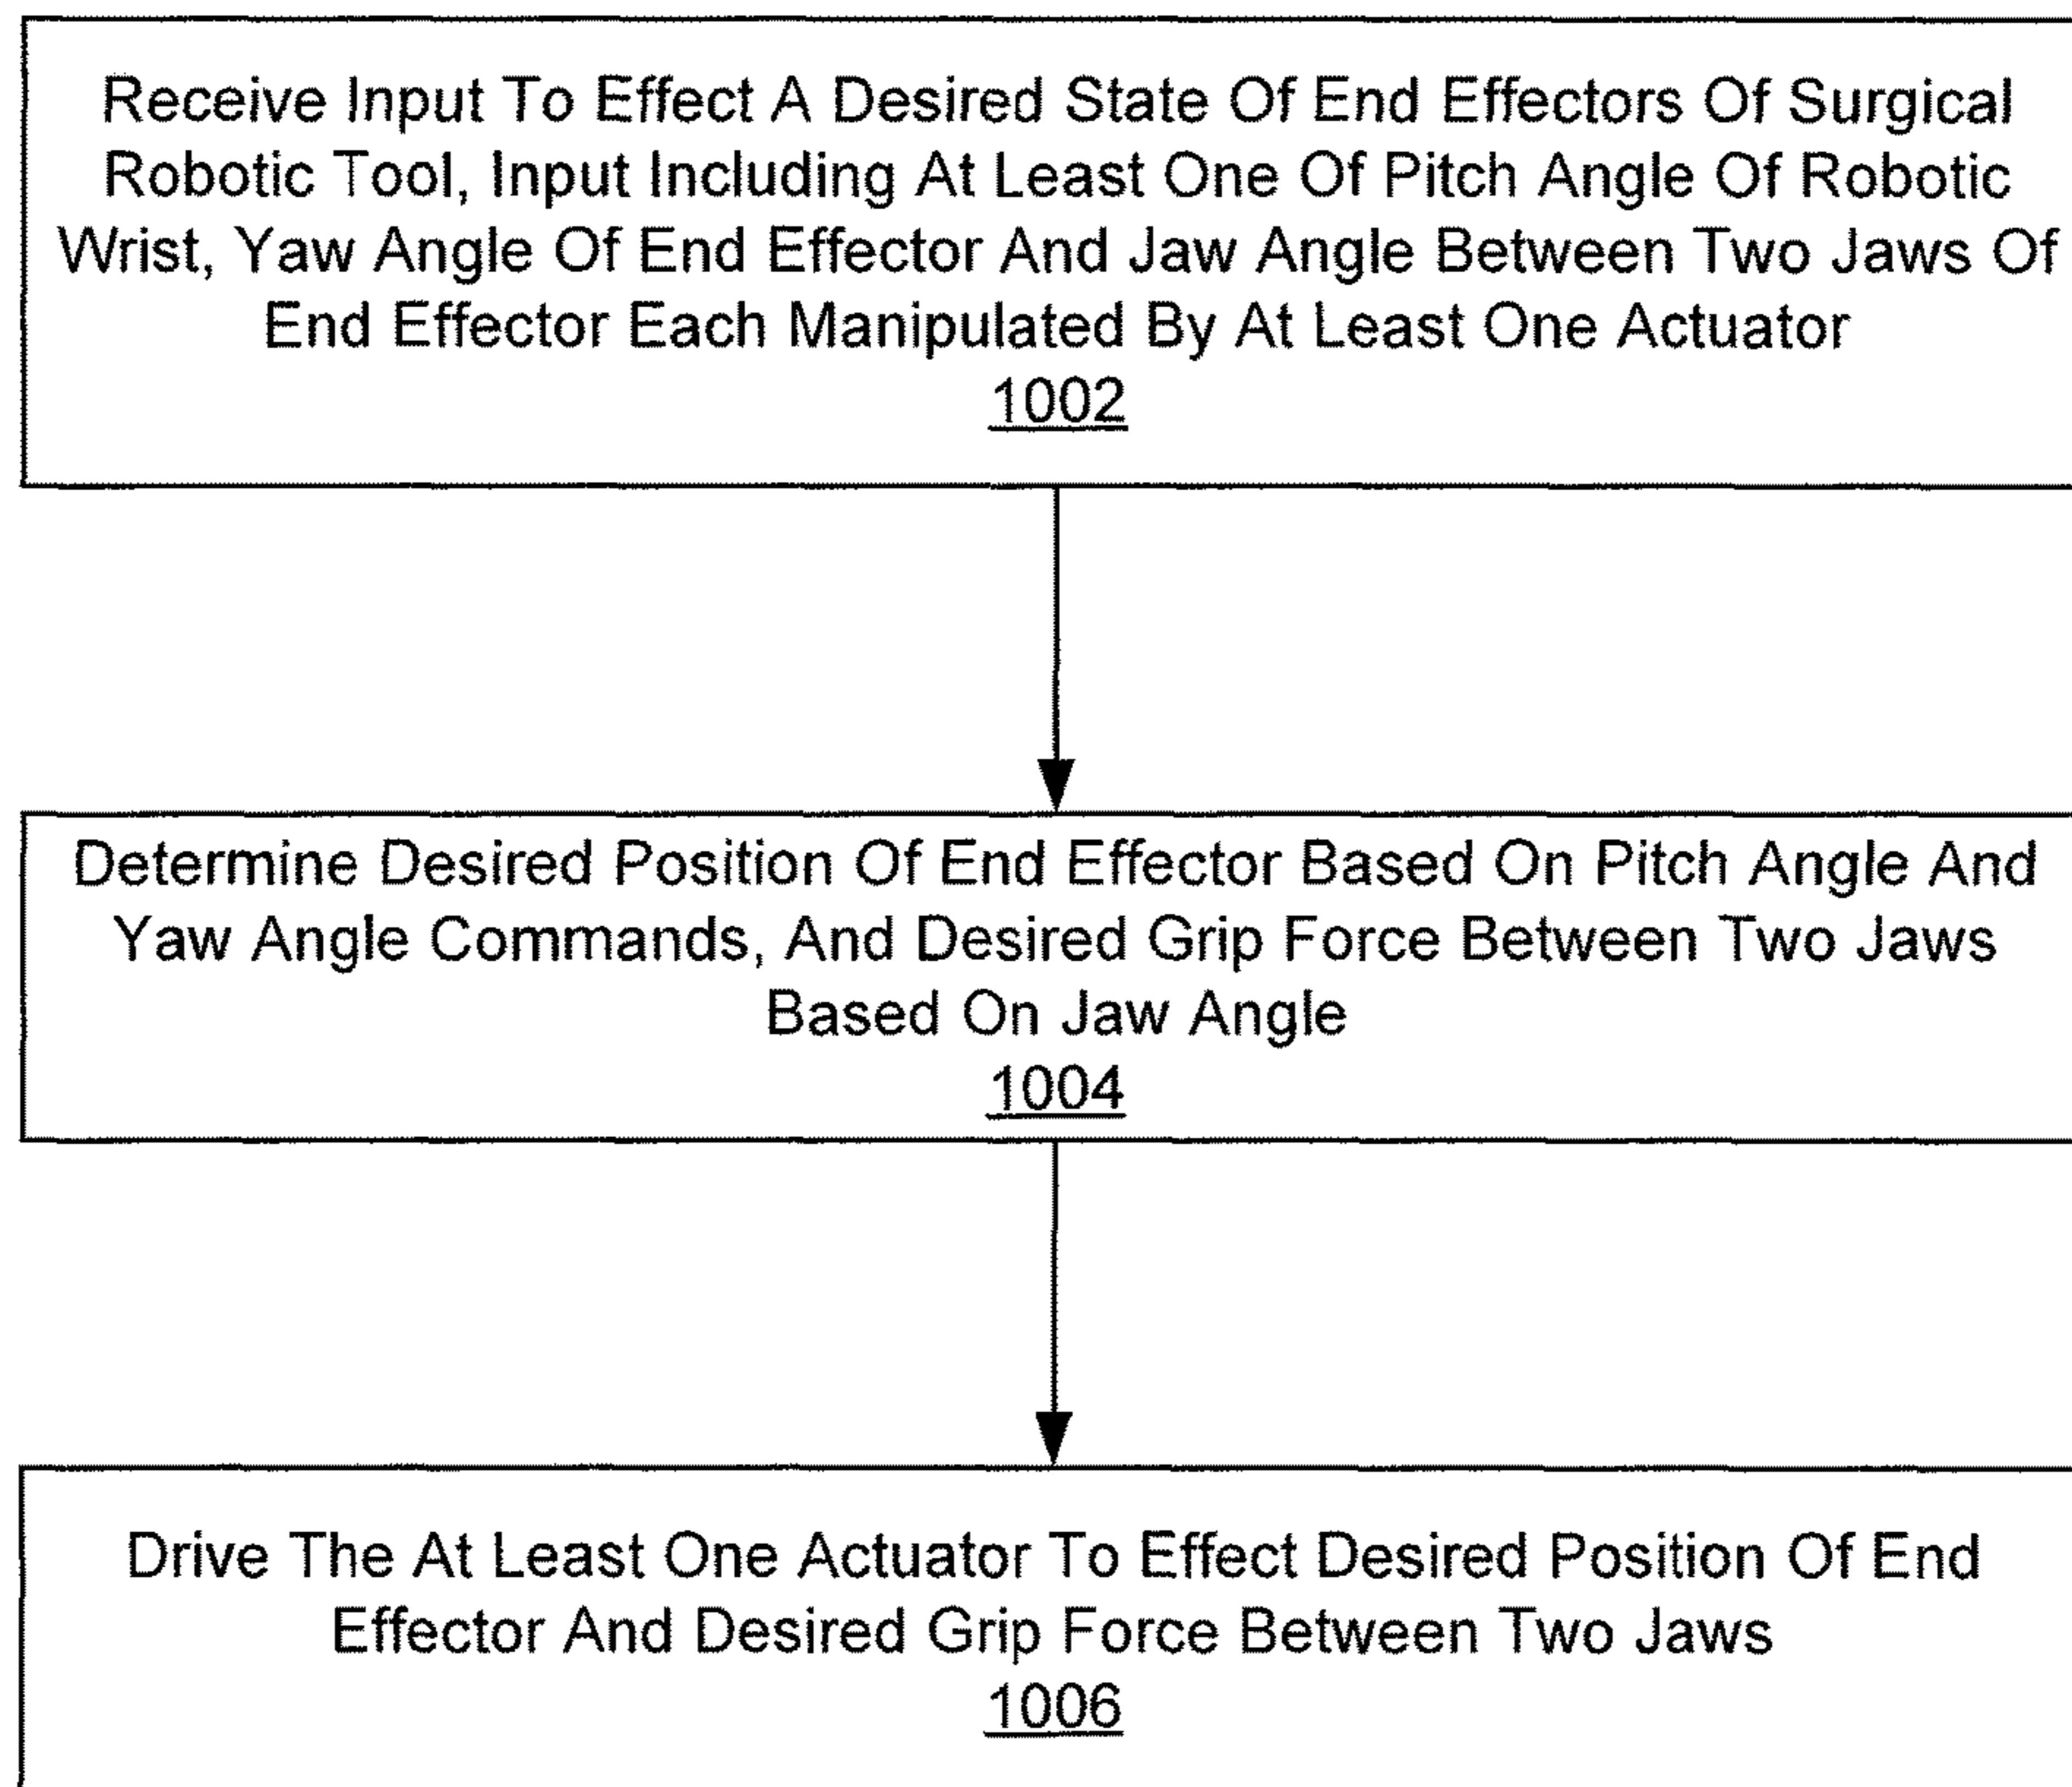 Receive Input To Effect A Desired State Of End Effectors Of Surgical
Robotic Tool, Input Including At Least One Of Pitch Angle Of Robotic
Wrist, Yaw Angle Of End Effector And Jaw Angle Between Two Jaws Of
End Effector Each Manipulated By At Least One Actuator
1002
Determine Desired Position Of End Effector Based On Pitch Angle And
Yaw Angle Commands, And Desired Grip Force Between Two Jaws
Based On Jaw Angle
1004
Drive The At Least One Actuator To Effect Desired Position Of End
Effector And Desired Grip Force Between Two Jaws
1006